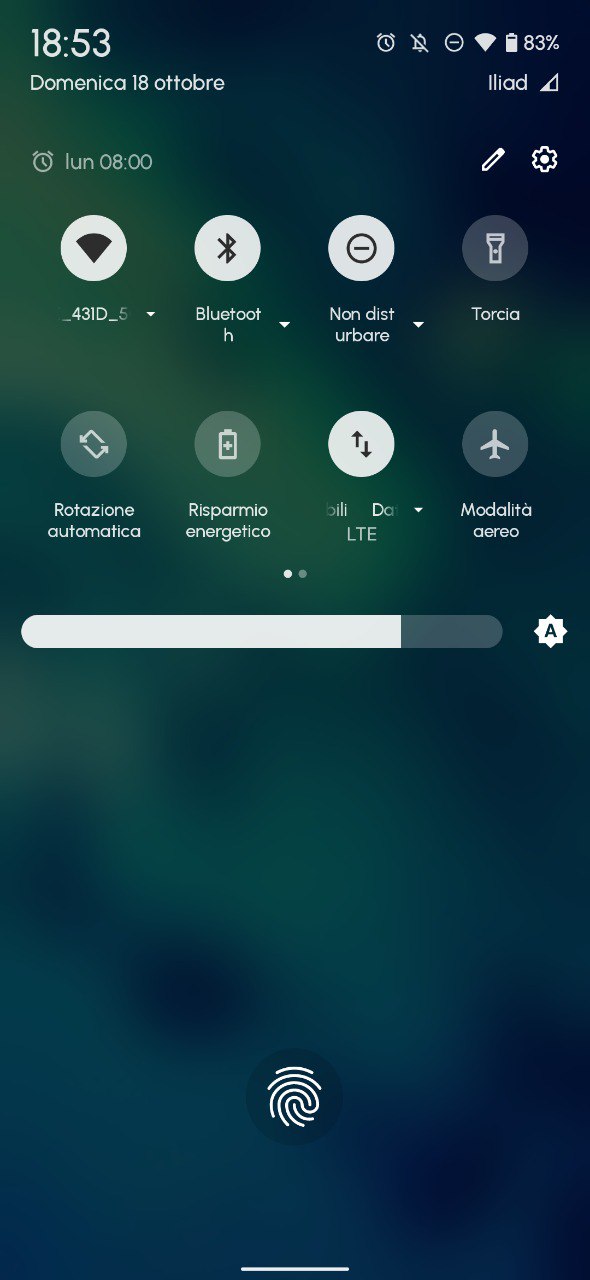 18:53
83%
Domenica 18 ottobre
Iliad
lun 08:00
_431D_5
Bluetoot
h
Non dist
urbare
Torcia
Rotazione
automatica
Risparmio
energetico
bili Da
LTE
Modalità
aereo
A